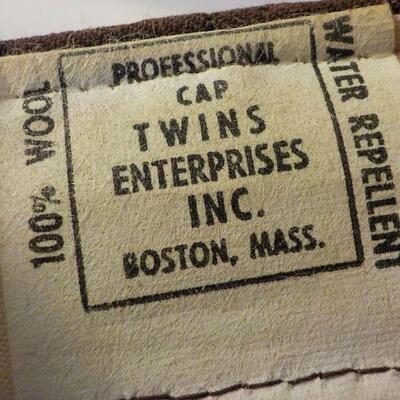 PROFESSIONAL
CAP
TWINS
ENTERPRISES
INC.
BOSTON, MASS.
100% WOOL
WATER REPELLENT